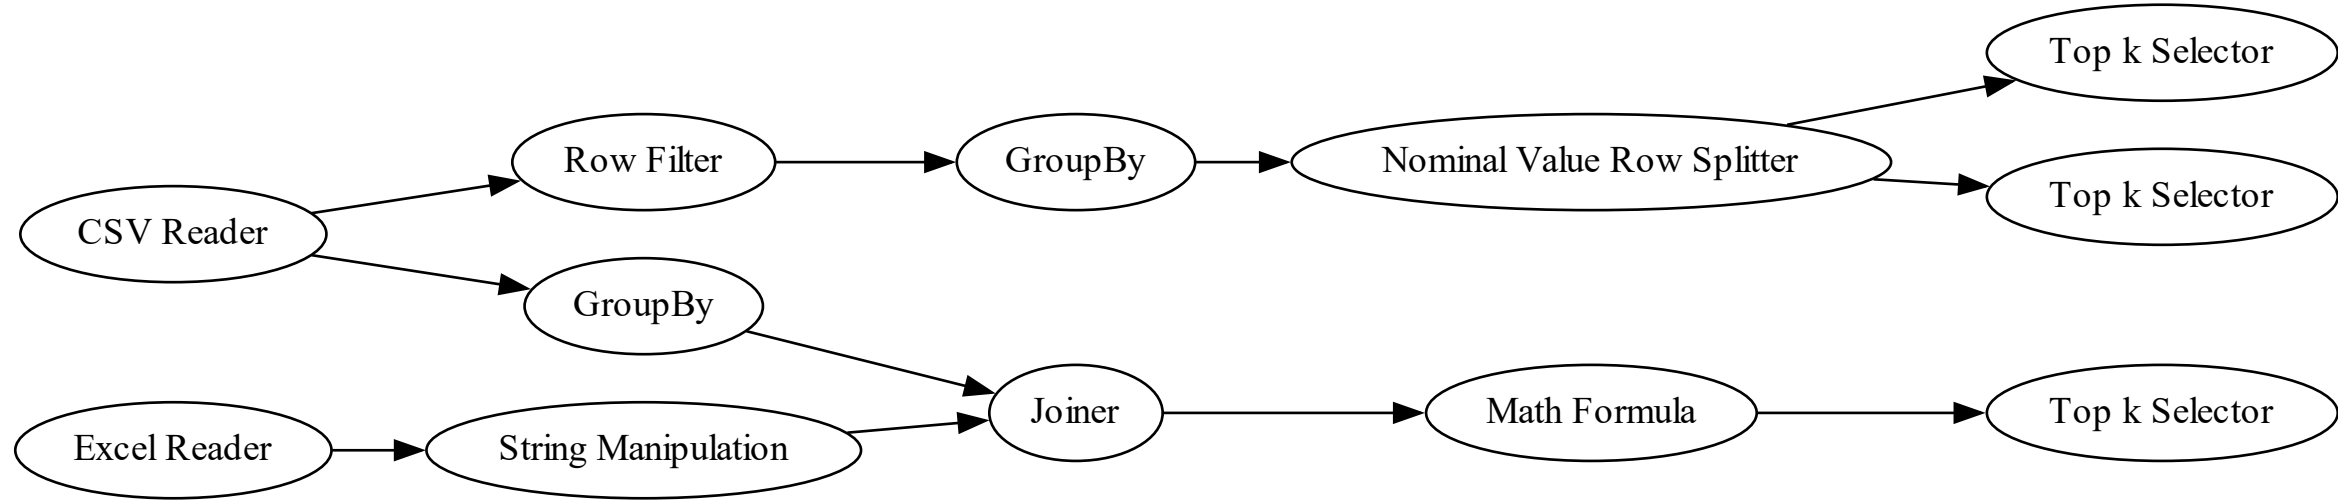 Top k Selector
Row Filter
GroupBy
Nominal Value Row Splitter
Top k Selector
CSV Reader
GroupBy
Joiner
Math Formula
Top k Selector
Excel Reader
String Manipulation